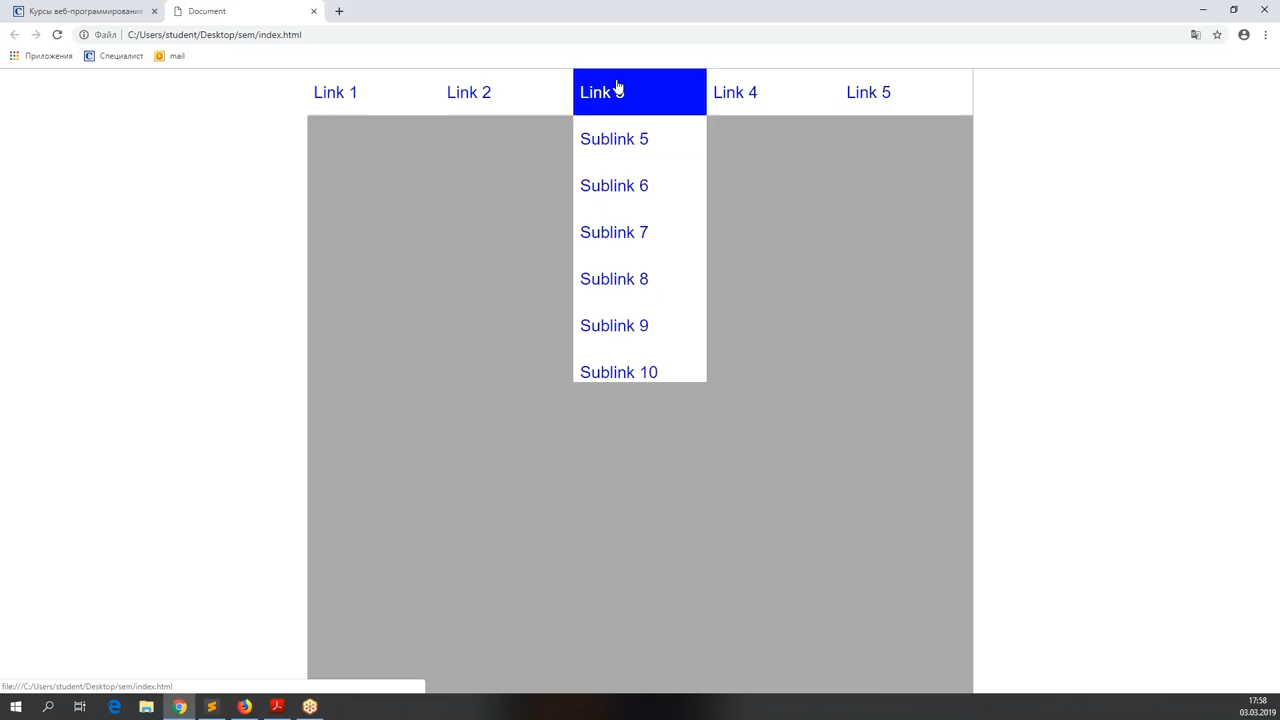 Курсы веб-программирования
Document
Файл
C:/Users/student/Desktop/sem/index.html
Приложения
Специалист
mail
Link 1
Link 2
Link 3
Link 4
Link 5
Sublink 5
Sublink 6
Sublink 7
Sublink 8
Sublink 9
Sublink 10
file:///C:/Users/student/Desktop/sem/index.html
17:58
03.03.2019